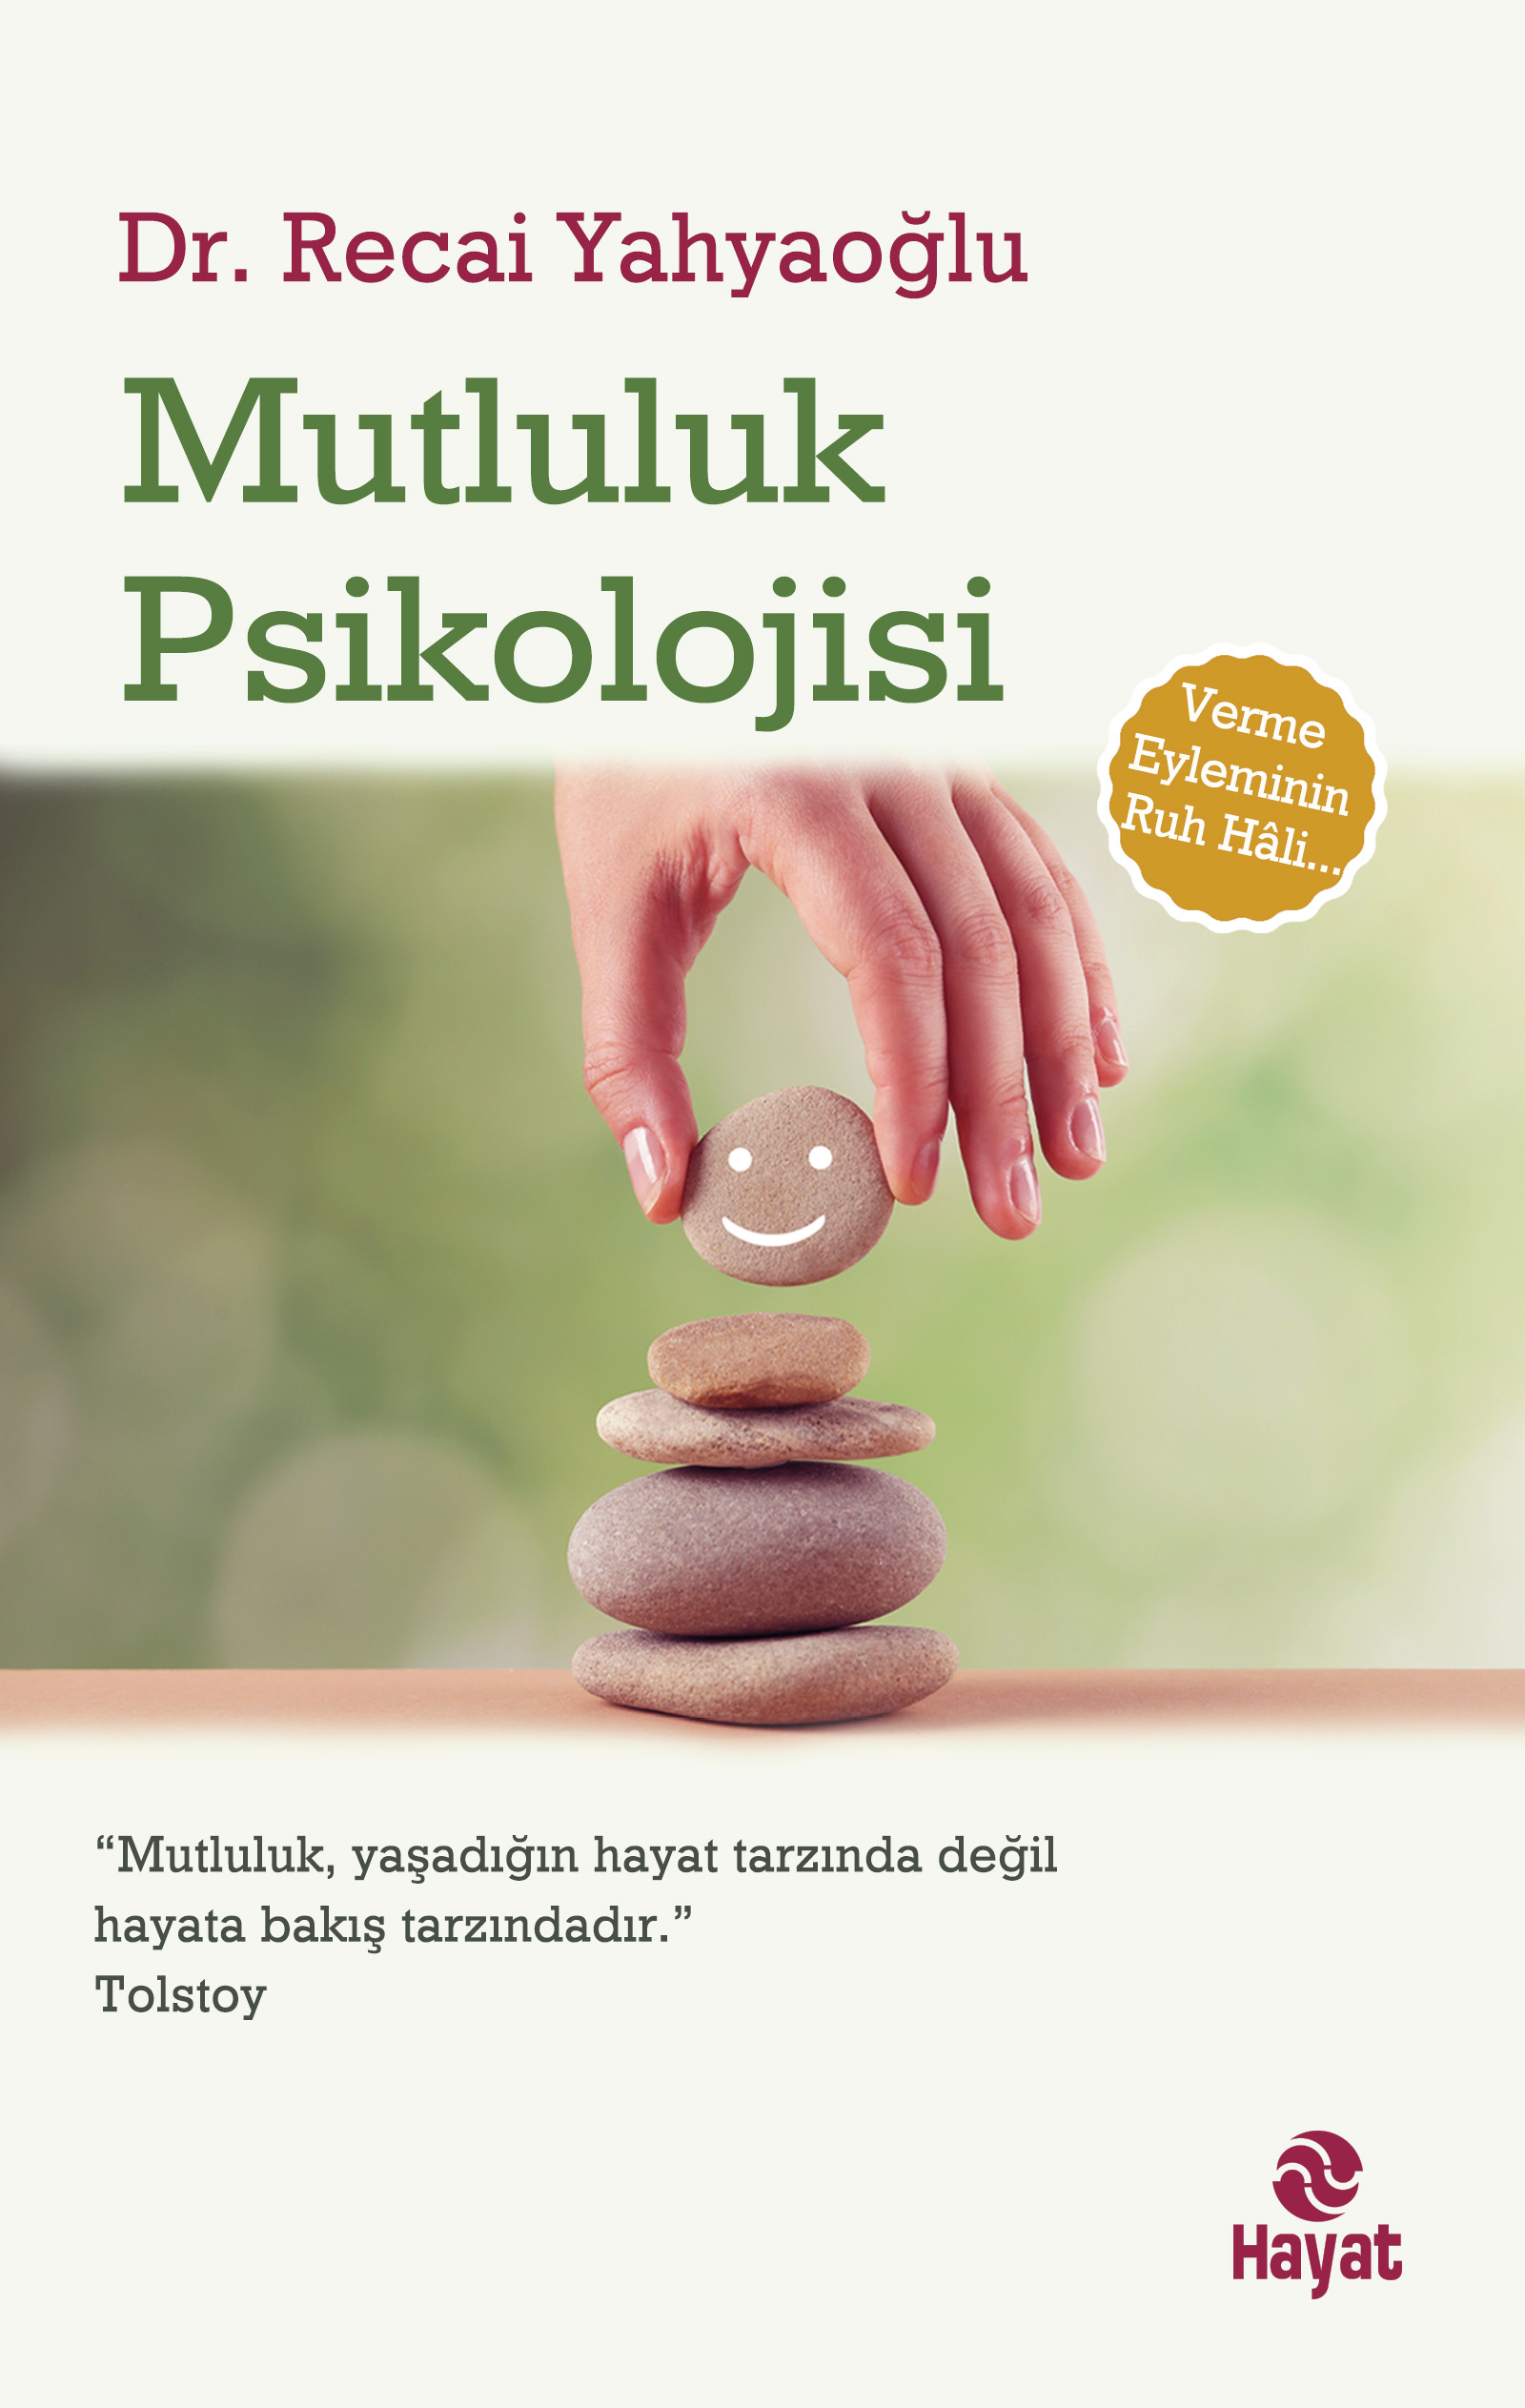 Dr. Recai Yahyaoğlu
Mutluluk
Psikolojisi
Verme
Eyleminin
Ruh Hâli...
“Mutluluk, yaşadığın hayat tarzında değil
hayata bakış tarzındadır.”
Tolstoy
Hayat